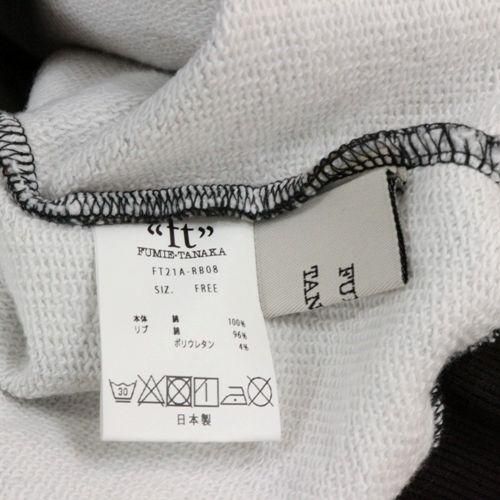 “ft”
FUMIE=TANAKA
FT21A-RB08
SIZ. FREE
本体 綿 100%
リブ 綿 96%
ポリウレタン 4%
30
日本製
FU
TAN